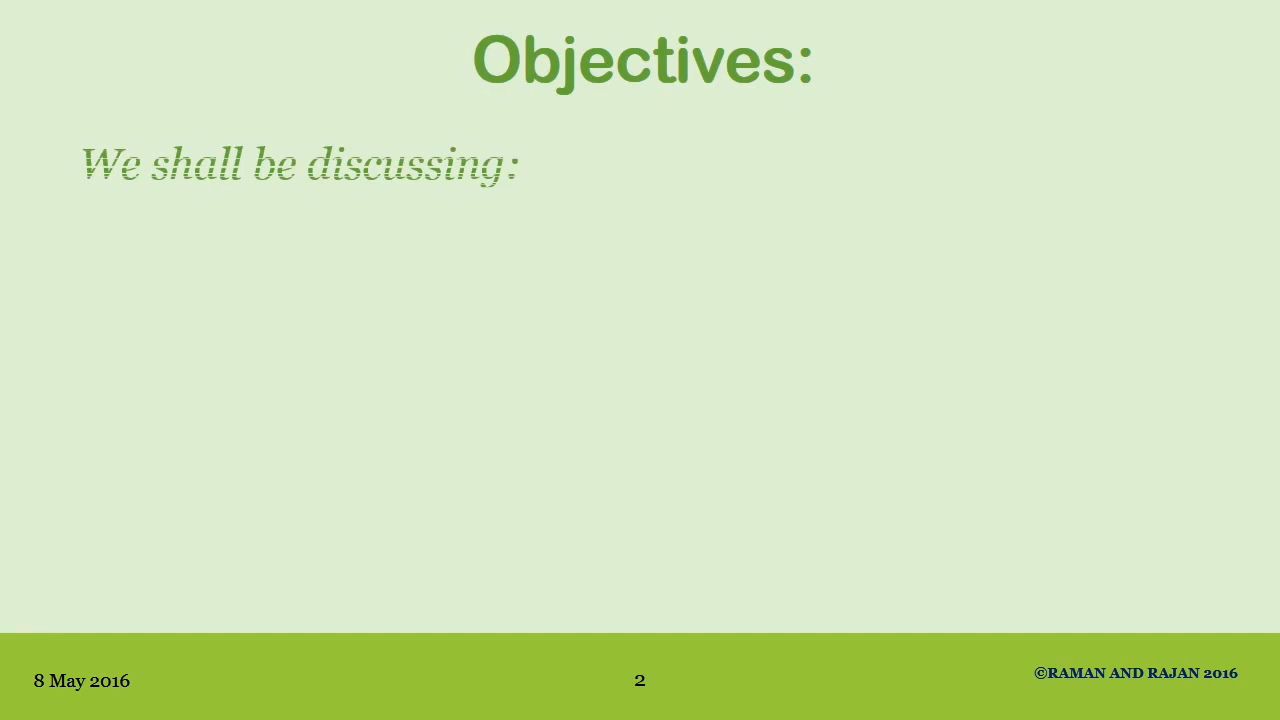 Objectives:
We shall be discussing:
8 May 2016
2
©RAMAN AND RAJAN 2016